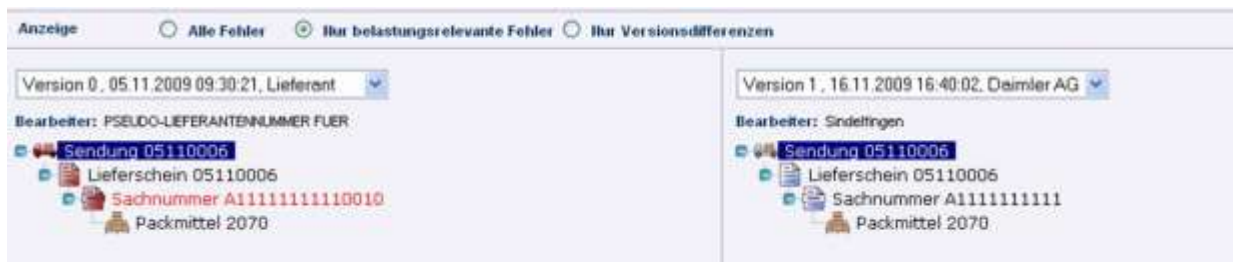 Anzeige Alle Fehler Nur belastungsrelevante Fehler Nur Versionsdifferenzen
Version 0 , 05.11.2009 09:30:21, Lieferant
Bearbeiter: PSEUDO-LIEFERANTENNUMMER FUER
Sendung 05110006
Lieferschein 05110006
Sachnummer A11111111110010
Packmittel 2070
Version 1 , 16.11.2009 16:40:02, Daimler AG
Bearbeiter: Sindelfingen
Sendung 05110006
Lieferschein 05110006
Sachnummer A1111111111
Packmittel 2070